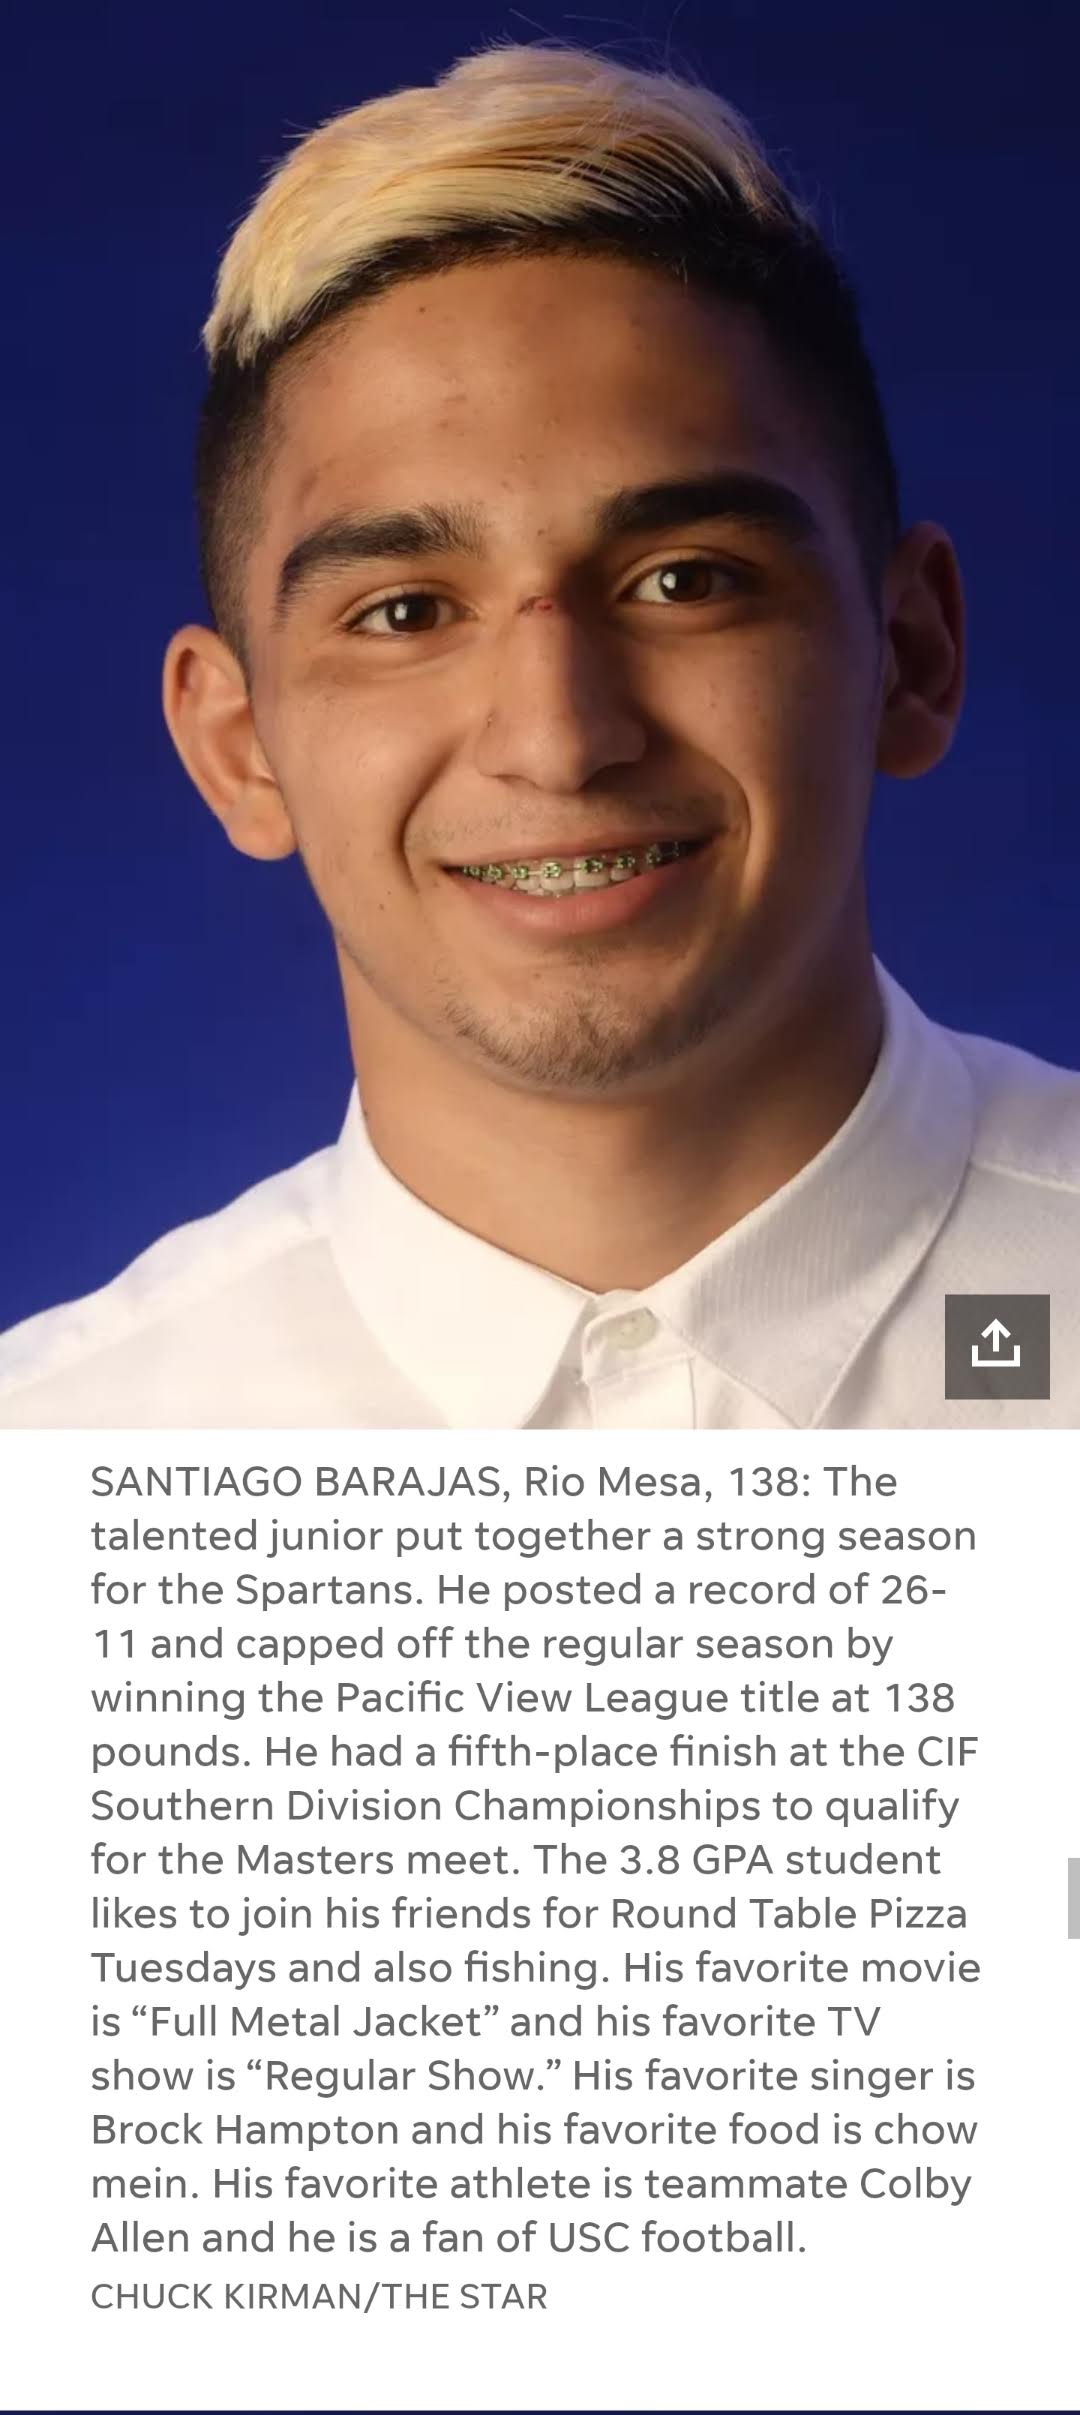 SANTIAGO BARAJAS, Rio Mesa, 138: The
talented junior put together a strong season
for the Spartans. He posted a record of 26-
11 and capped off the regular season by
winning the Pacific View League title at 138
pounds. He had a fifth-place finish at the CIF
Southern Division Championships to qualify
for the Masters meet. The 3.8 GPA student
likes to join his friends for Round Table Pizza
Tuesdays and also fishing. His favorite movie
is “Full Metal Jacket” and his favorite TV
show is “Regular Show.” His favorite singer is
Brock Hampton and his favorite food is chow
mein. His favorite athlete is teammate Colby
Allen and he is a fan of USC football.
CHUCK KIRMAN/THE STAR